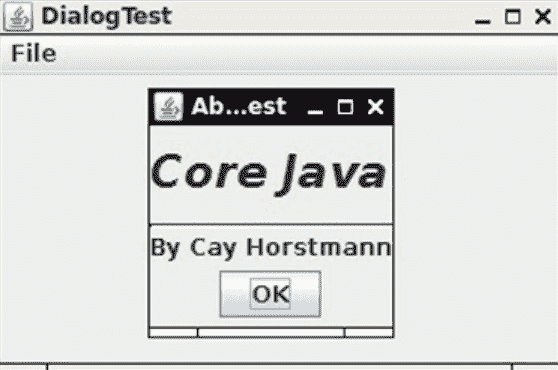 DialogTest
File
Ab...est
Core Java
By Cay Horstmann
OK